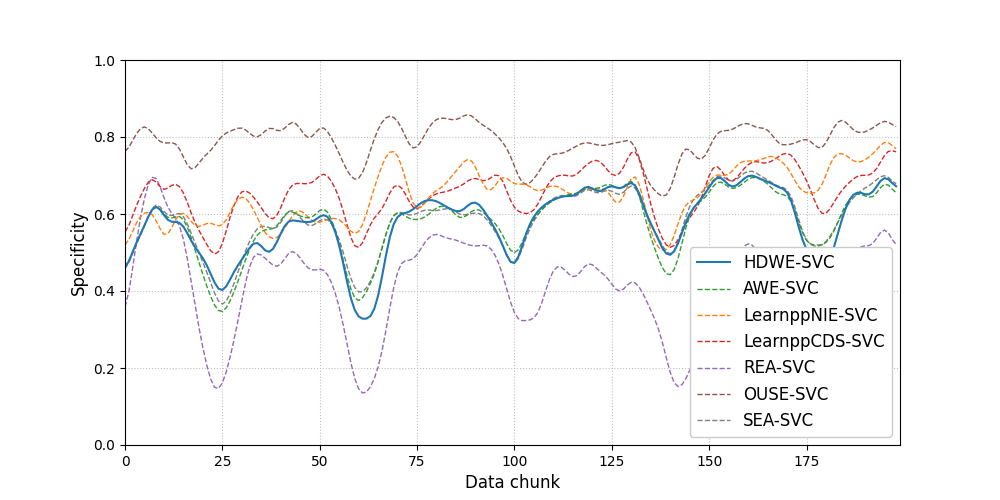 1.0
0.8
0.6
0.4
0.2
0.0
Specificity
0 25 50 75 100 125 150 175
Data chunk
HDWE-SVC
AWE-SVC
LearnppNIE-SVC
LearnppCDS-SVC
REA-SVC
OUSE-SVC
SEA-SVC